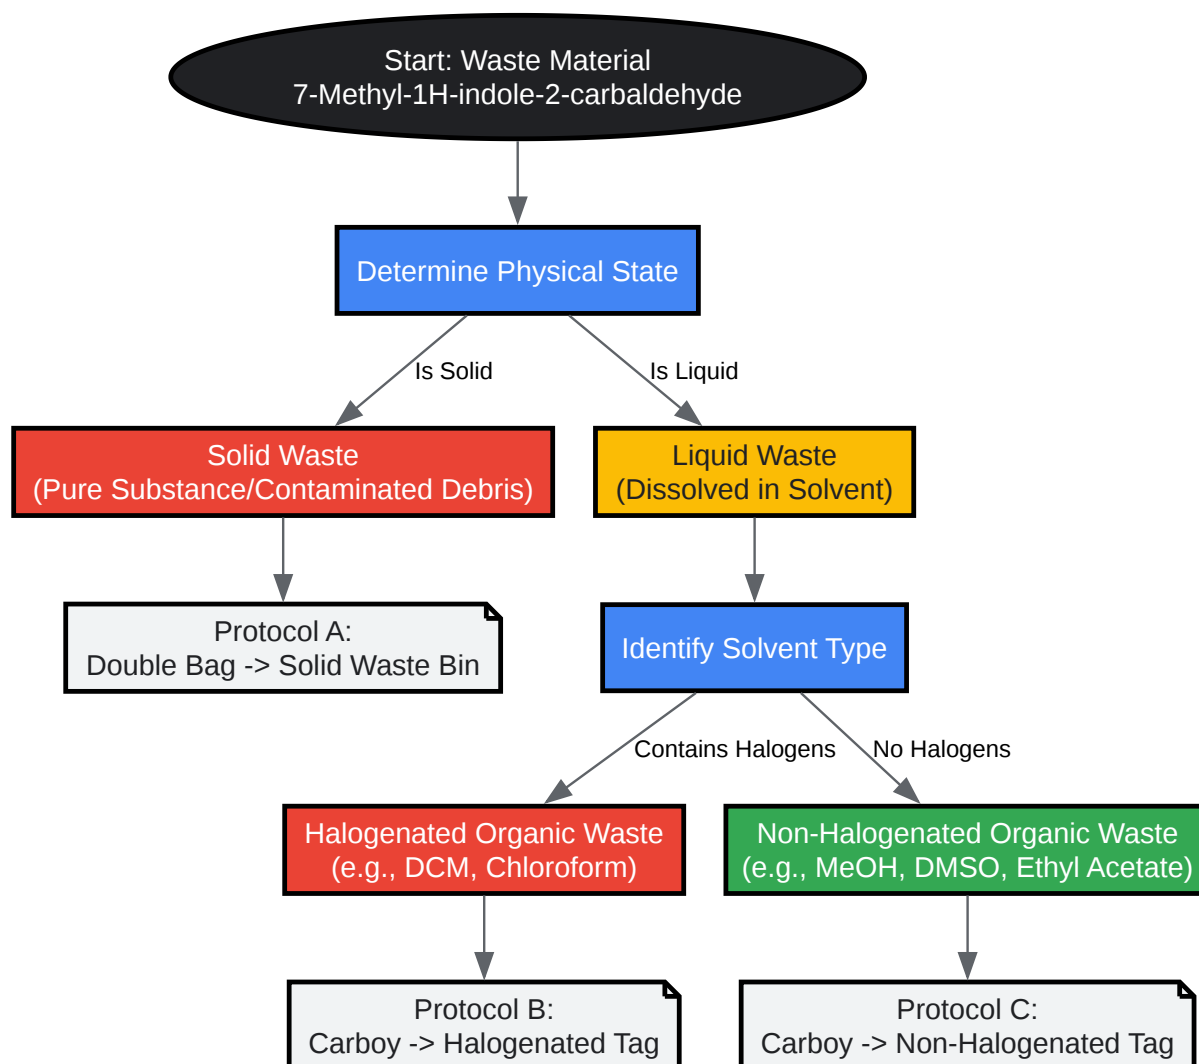 Start: Waste Material
7-Methyl-1H-indole-2-carbaldehyde
Determine Physical State
Is Solid
Is Liquid
Solid Waste
(Pure Substance/Contaminated Debris)
Liquid Waste
(Dissolved in Solvent)
Protocol A:
Double Bag -> Solid Waste Bin
Identify Solvent Type
Contains Halogens
No Halogens
Halogenated Organic Waste
(e.g., DCM, Chloroform)
Non-Halogenated Organic Waste
(e.g., MeOH, DMSO, Ethyl Acetate)
Protocol B:
Carboy -> Halogenated Tag
Protocol C:
Carboy -> Non-Halogenated Tag